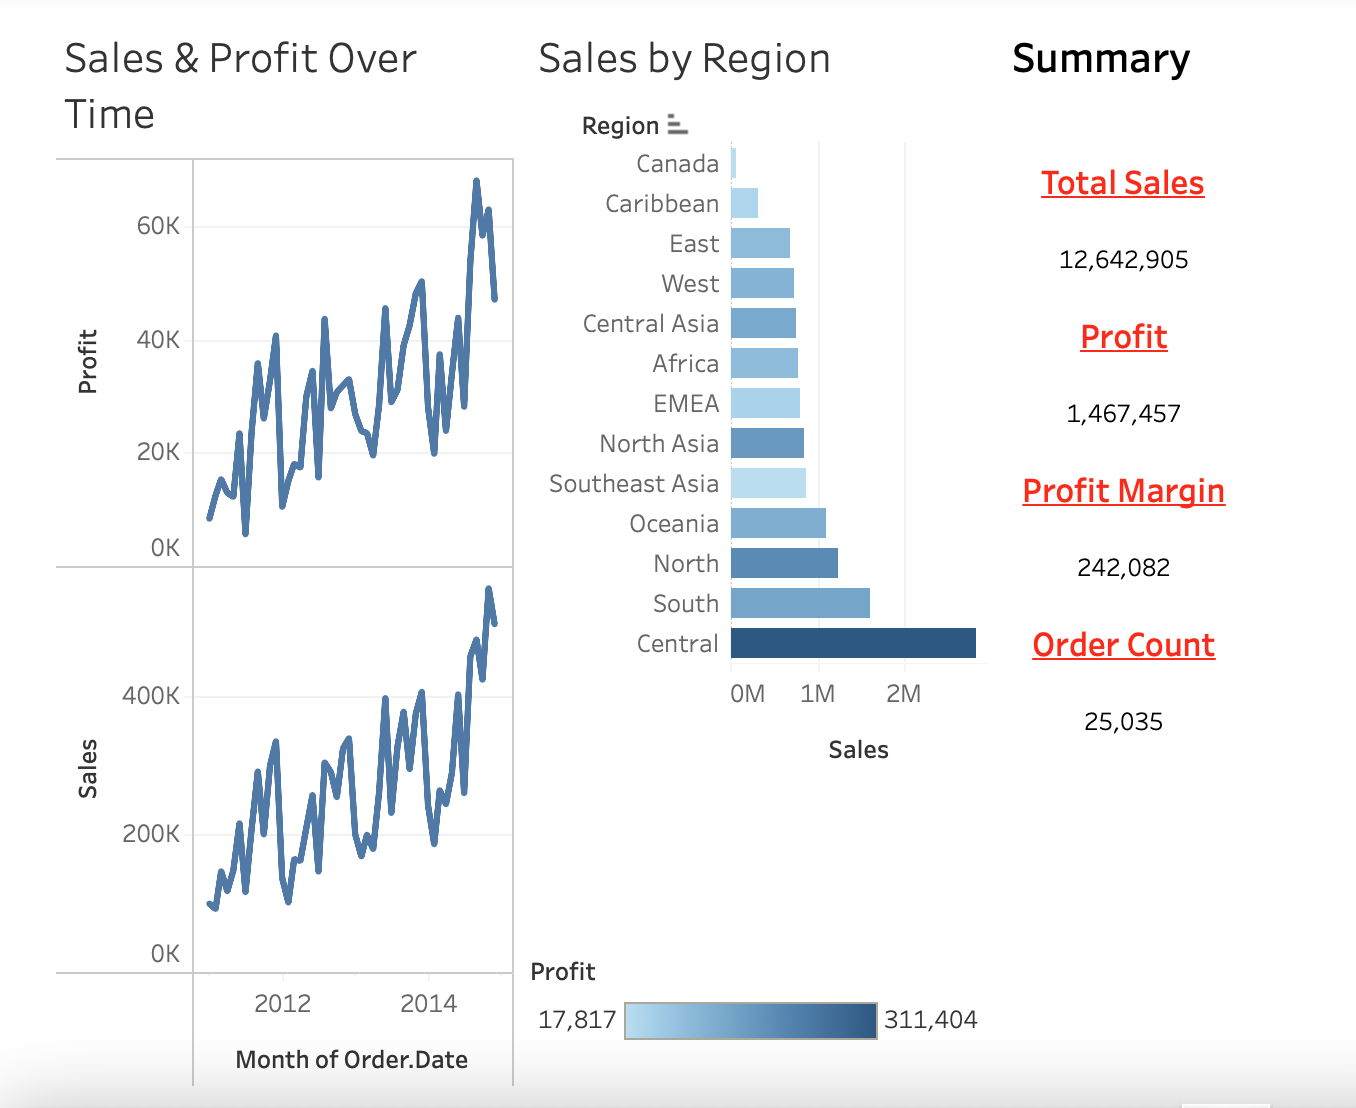 Sales & Profit Over
Time
Profit
60K
40K
20K
0K
Sales
400K
200K
0K
2012
2014
Month of Order.Date
Sales by Region
Region
Canada
Caribbean
East
West
Central Asia
Africa
EMEA
North Asia
Southeast Asia
Oceania
North
South
Central
0M
1M
2M
Sales
Profit
17,817
311,404
Summary
Total Sales
12,642,905
Profit
1,467,457
Profit Margin
242,082
Order Count
25,035